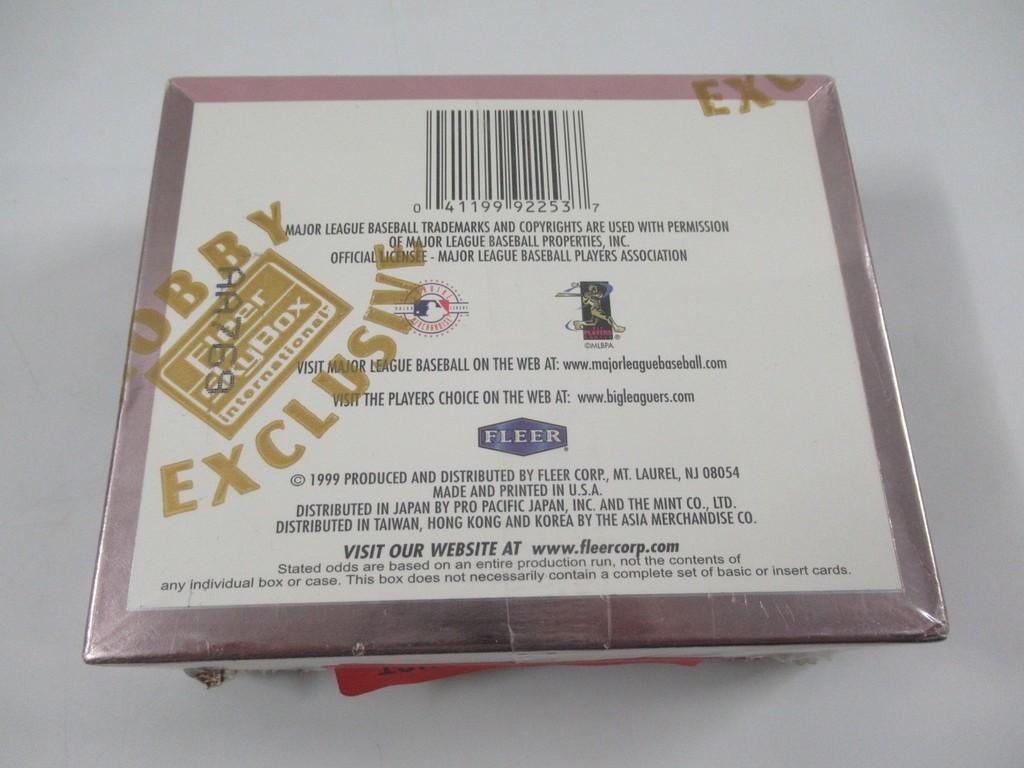 EXCLU
0 41199 92253 7
MAJOR LEAGUE BASEBALL TRADEMARKS AND COPYRIGHTS ARE USED WITH PERMISSION
OF MAJOR LEAGUE BASEBALL PROPERTIES, INC.
OFFICIAL LICENSEE - MAJOR LEAGUE BASEBALL PLAYERS ASSOCIATION
HOBBY
Fleer
SkyBox
international
EXCLUSIVE
GENUINE
MAJOR LEAGUE
MERCHANDISE
PLAYERS
©MLBPA
VISIT MAJOR LEAGUE BASEBALL ON THE WEB AT: www.majorleaguebaseball.com
VISIT THE PLAYERS CHOICE ON THE WEB AT: www.bigleaguers.com
FLEER
© 1999 PRODUCED AND DISTRIBUTED BY FLEER CORP., MT. LAUREL, NJ 08054
MADE AND PRINTED IN U.S.A.
DISTRIBUTED IN JAPAN BY PRO PACIFIC JAPAN, INC. AND THE MINT CO., LTD.
DISTRIBUTED IN TAIWAN, HONG KONG AND KOREA BY THE ASIA MERCHANDISE CO.
VISIT OUR WEBSITE AT www.fleercorp.com
Stated odds are based on an entire production run, not the contents of
any individual box or case. This box does not necessarily contain a complete set of basic or insert cards.